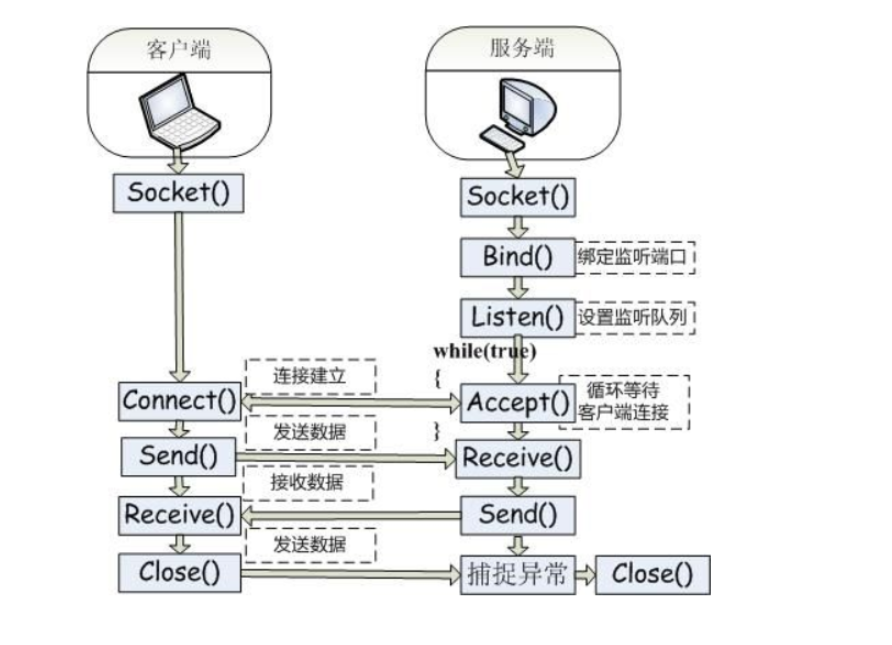 客户端
服务端
Socket()
Socket()
Bind()
绑定监听端口
Listen()
设置监听队列
while(true)
{
连接建立
Connect()
Accept()
循环等待
客户端连接
}
发送数据
Send()
Receive()
接收数据
Receive()
Send()
发送数据
Close()
捕捉异常
Close()